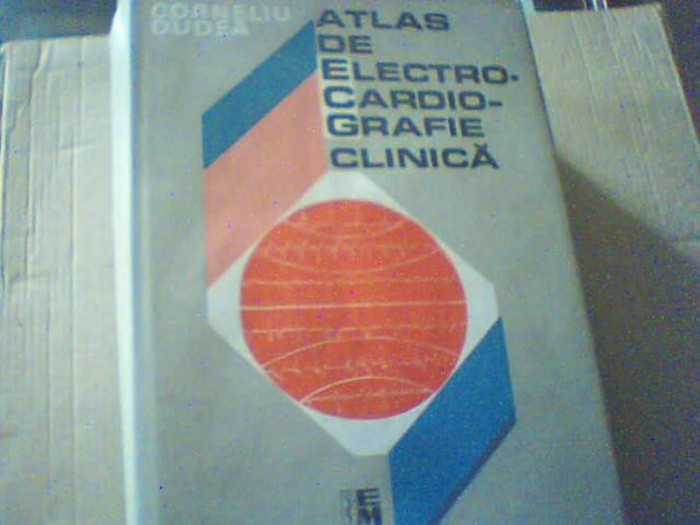 CORNELIU
DUDEA
ATLAS
DE
ELECTRO-
CARDIO-
GRAFIE
CLINICĂ